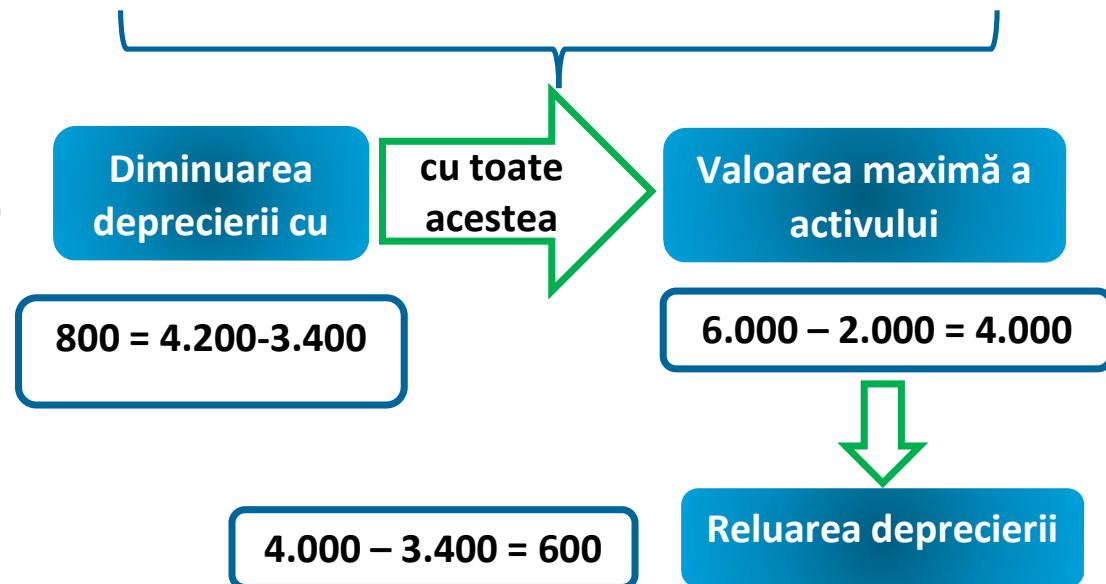 Diminuarea
deprecierii cu
cu toate
acestea
Valoarea maximă a
activului
800 = 4.200-3.400
6.000 – 2.000 = 4.000
Reluarea deprecierii
4.000 – 3.400 = 600